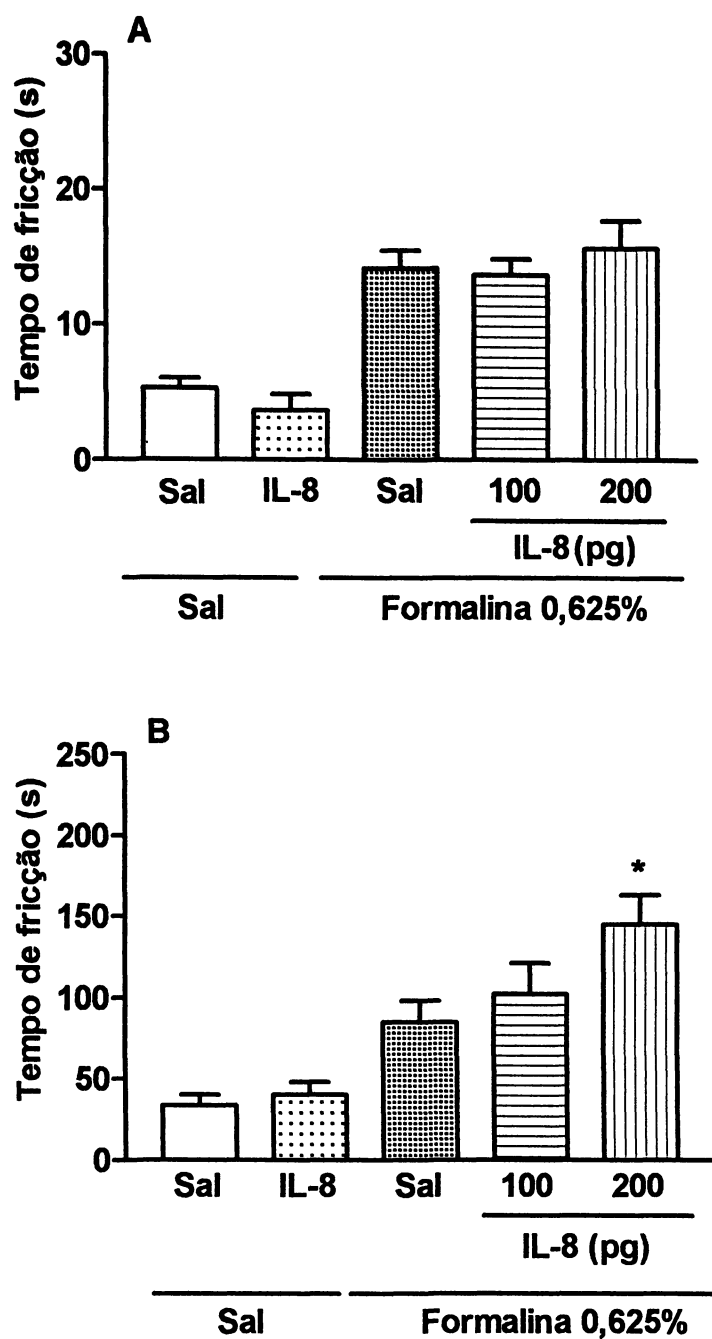 A
Tempo de fricção (s)
30
20
10
0
Sal IL-8 Sal 100 200
IL-8 (pg)
Sal Formalina 0,625%
B
Tempo de fricção (s)
250
200
150
100
50
0
*
Sal IL-8 Sal 100 200
IL-8 (pg)
Sal Formalina 0,625%